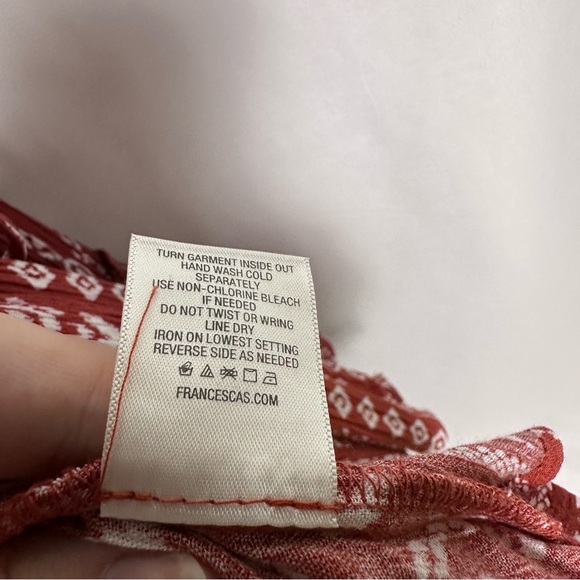 TURN GARMENT INSIDE OUT
HAND WASH COLD
SEPARATELY
USE NON-CHLORINE BLEACH
IF NEEDED
DO NOT TWIST OR WRING
LINE DRY
IRON ON LOWEST SETTING
REVERSE SIDE AS NEEDED
FRANCESCAS.COM